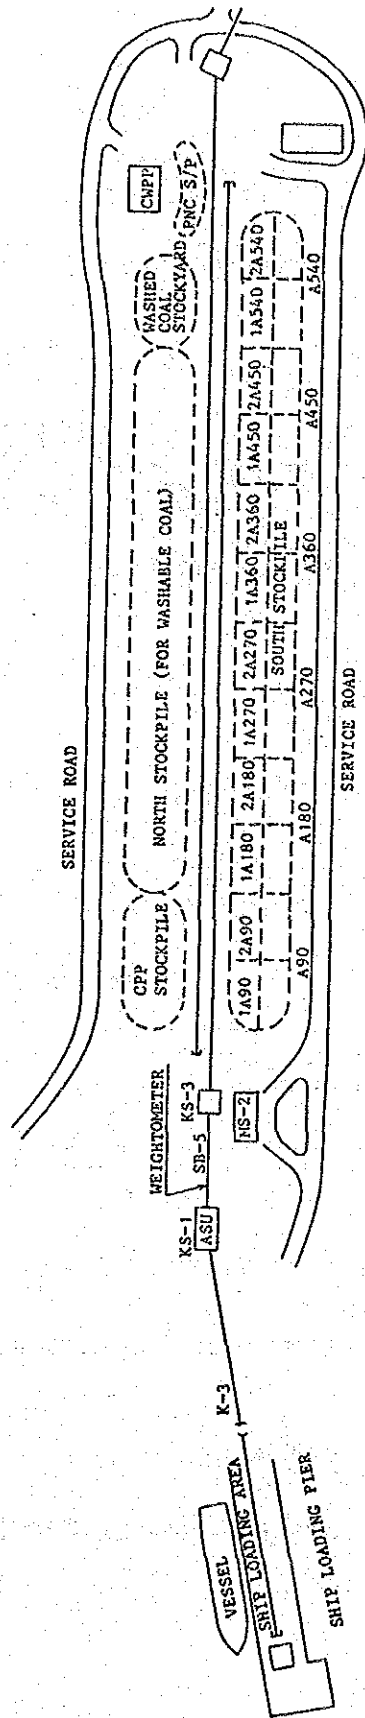 SERVICE ROAD
CWPP
PNC S/P
WASHED
COAL
STOCKYARD
NORTH STOCKPILE (FOR WASHABLE COAL)
CPP
STOCKPILE
1A90 2A90 1A180 2A180 1A270 2A270 1A360 2A360 1A450 2A450 1A540 2A540
SOUTH STOCKPILE
A90 A180 A270 A360 A450 A540
SERVICE ROAD
WEIGHTOMETER
KS-3
SB-5
MS-2
KS-1
ASU
K-3
VESSEL
SHIP LOADING AREA
SHIP LOADING PIER